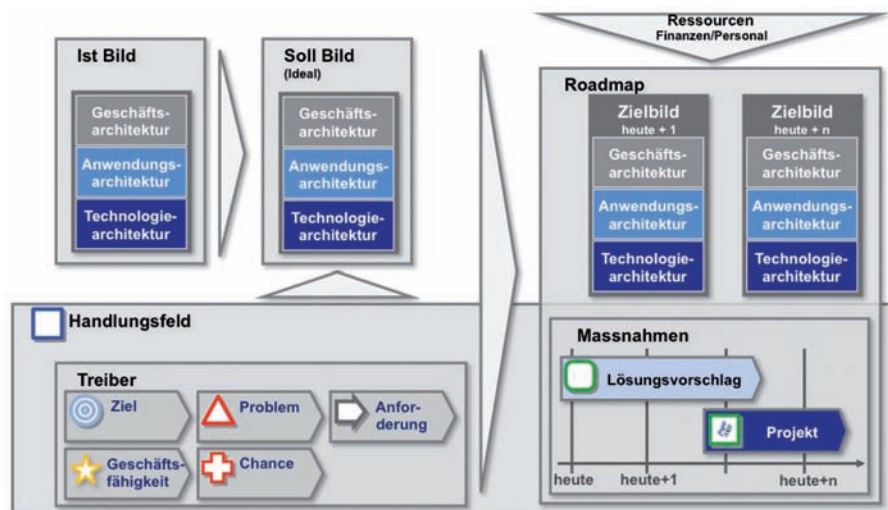 Ist Bild
Geschäfts-
architektur
Anwendungs-
architektur
Technologie-
architektur
Soll Bild
(Ideal)
Geschäfts-
architektur
Anwendungs-
architektur
Technologie-
architektur
Ressourcen
Finanzen/Personal
Roadmap
Zielbild
heute + 1
Geschäfts-
architektur
Anwendungs-
architektur
Technologie-
architektur
Zielbild
heute + n
Geschäfts-
architektur
Anwendungs-
architektur
Technologie-
architektur
Handlungsfeld
Treiber
Ziel
Problem
Anfor-
derung
Geschäfts-
fähigkeit
Chance
Massnahmen
Lösungsvorschlag
Projekt
heute
heute+1
heute+n